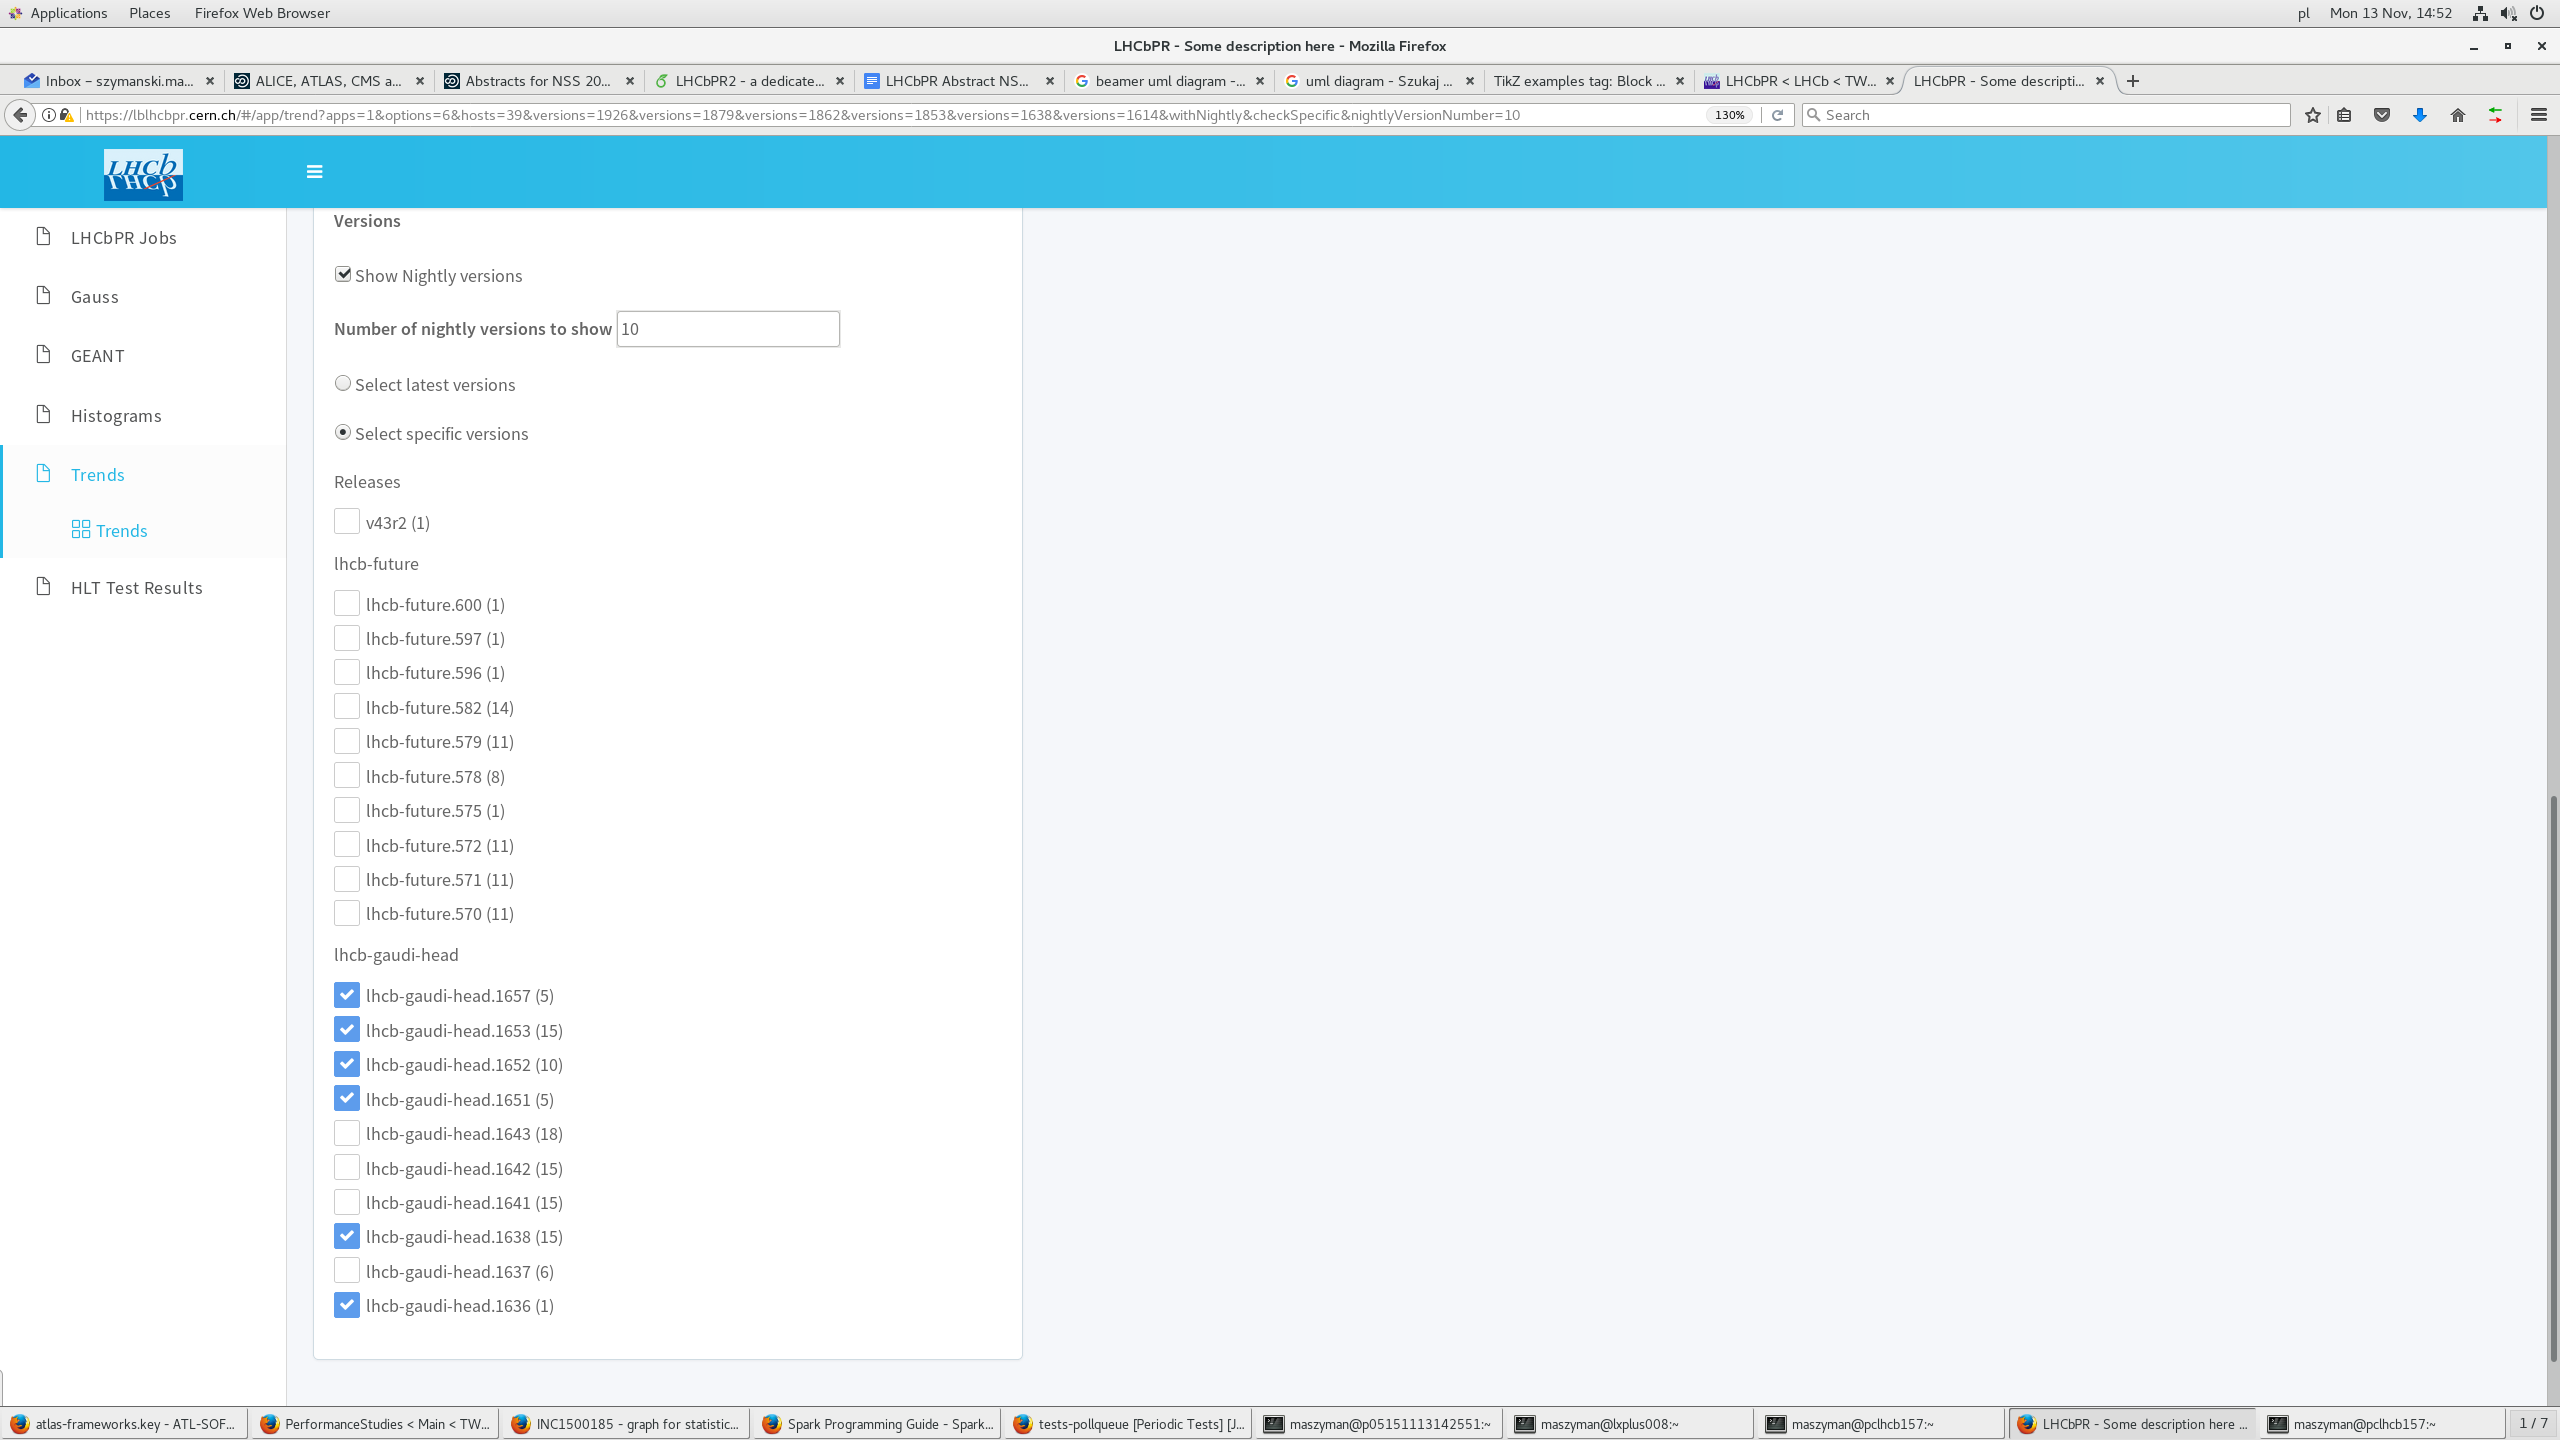 Applications Places Firefox Web Browser pl Mon 13 Nov, 14:52
LHCbPR - Some description here - Mozilla Firefox
Inbox – szymanski.ma... ALICE, ATLAS, CMS a... Abstracts for NSS 20... LHCbPR2 - a dedicate... LHCbPR Abstract NS... beamer uml diagram -... uml diagram - Szukaj ... TikZ examples tag: Block ... LHCbPR < LHCb < TW... LHCbPR - Some descripti...
https://lblhcbpr.cern.ch/#/app/trend?apps=1&options=6&hosts=39&versions=1926&versions=1879&versions=1862&versions=1853&versions=1638&versions=1614&withNightly&checkSpecific&nightlyVersionNumber=10 130% Search
LHCb
LHCb
LHCbPR Jobs
Gauss
GEANT
Histograms
Trends
Trends
HLT Test Results
Versions
Show Nightly versions
Number of nightly versions to show 10
Select latest versions
Select specific versions
Releases
v43r2 (1)
lhcb-future
lhcb-future.600 (1)
lhcb-future.597 (1)
lhcb-future.596 (1)
lhcb-future.582 (14)
lhcb-future.579 (11)
lhcb-future.578 (8)
lhcb-future.575 (1)
lhcb-future.572 (11)
lhcb-future.571 (11)
lhcb-future.570 (11)
lhcb-gaudi-head
lhcb-gaudi-head.1657 (5)
lhcb-gaudi-head.1653 (15)
lhcb-gaudi-head.1652 (10)
lhcb-gaudi-head.1651 (5)
lhcb-gaudi-head.1643 (18)
lhcb-gaudi-head.1642 (15)
lhcb-gaudi-head.1641 (15)
lhcb-gaudi-head.1638 (15)
lhcb-gaudi-head.1637 (6)
lhcb-gaudi-head.1636 (1)
atlas-frameworks.key - ATL-SOF... PerformanceStudies < Main < TW... INC1500185 - graph for statistic... Spark Programming Guide - Spark... tests-pollqueue [Periodic Tests] [J... maszyman@p05151113142551:~ maszyman@lxplus008:~ maszyman@pclhcb157:~ LHCbPR - Some description here ... maszyman@pclhcb157:~ 1 / 7